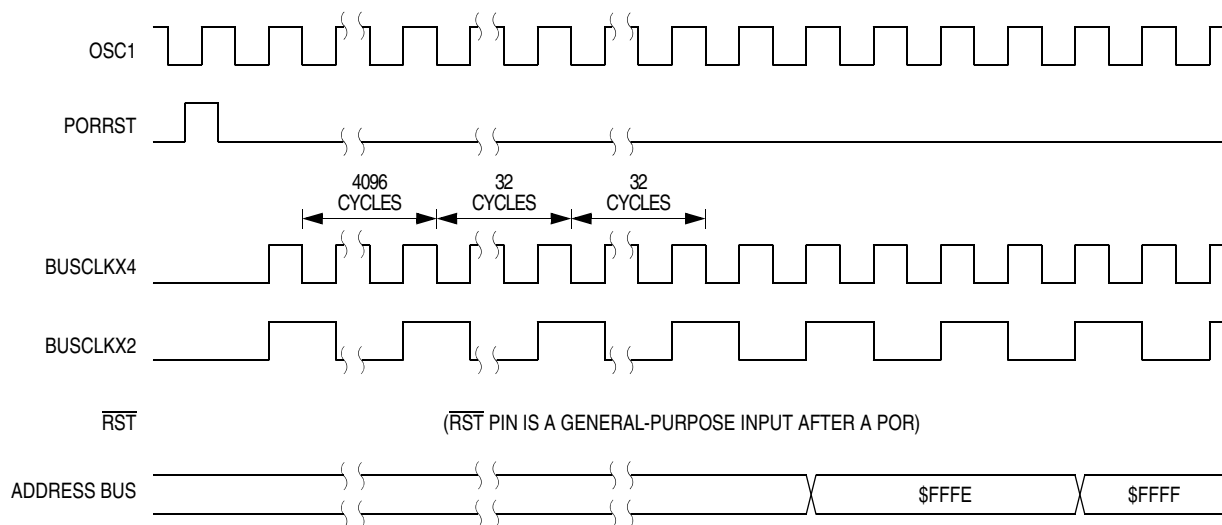 OSC1
PORRST
4096
CYCLES
32
CYCLES
32
CYCLES
BUSCLKX4
BUSCLKX2
RST
(RST PIN IS A GENERAL-PURPOSE INPUT AFTER A POR)
ADDRESS BUS
$FFFE
$FFFF